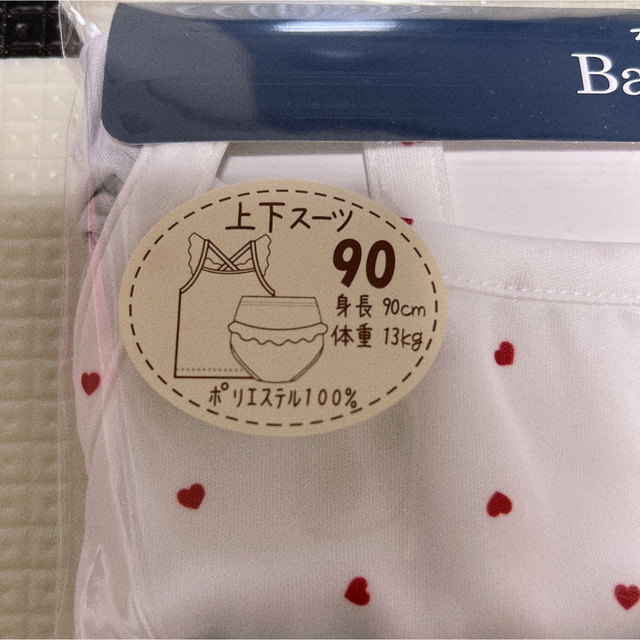 Ba
上下スーツ
90
身長 90cm
体重 13kg
ポリエステル100%